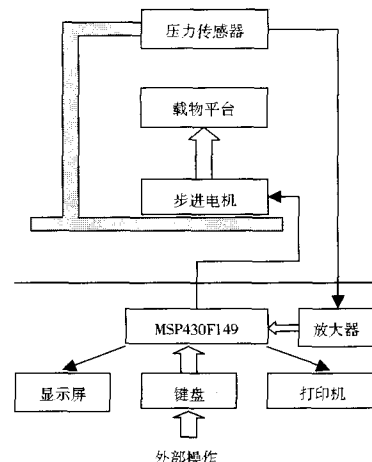 压力传感器
载物平台
步进电机
MSP430F149
放大器
显示屏
键盘
打印机
外部操作